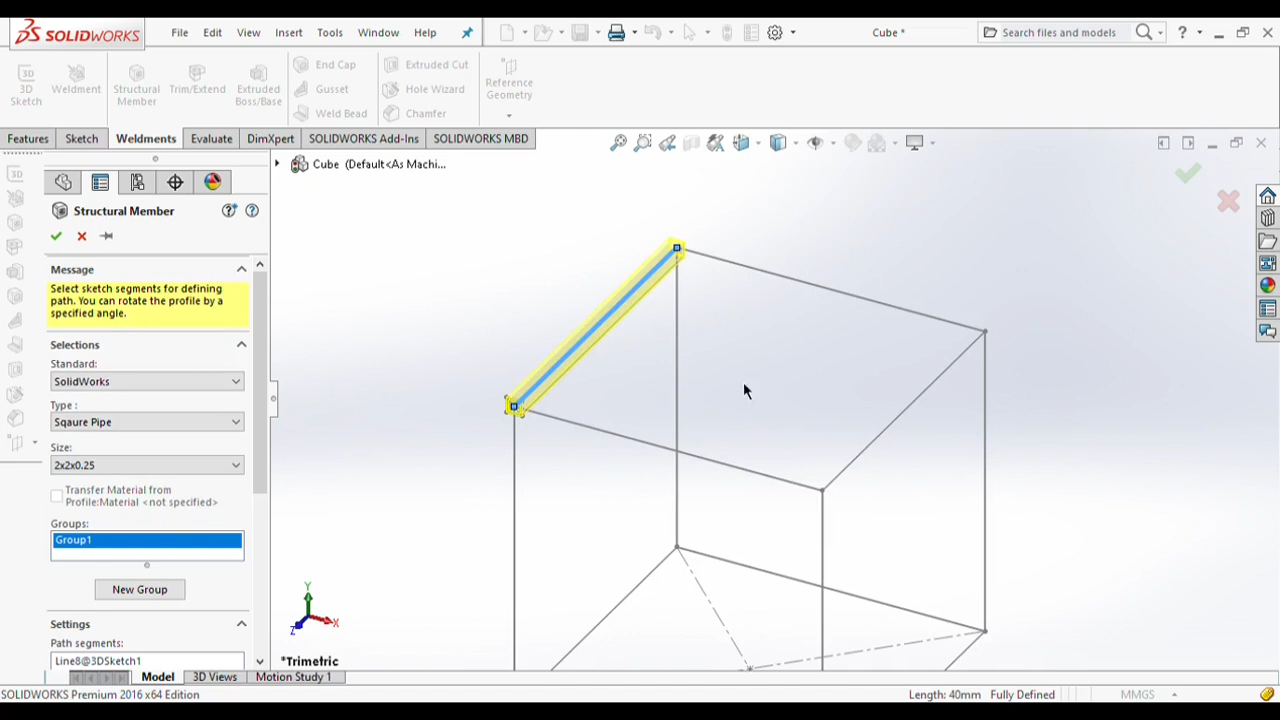 SOLIDWORKS
File Edit View Insert Tools Window Help
Cube *
Search files and models
3D Sketch
Weldment
Structural Member
Trim/Extend
Extruded Boss/Base
End Cap
Gusset
Weld Bead
Extruded Cut
Hole Wizard
Chamfer
Reference Geometry
Features Sketch Weldments Evaluate DimXpert SOLIDWORKS Add-Ins SOLIDWORKS MBD
Cube (Default<As Machi...
Structural Member
Message
Select sketch segments for defining
path. You can rotate the profile by a
specified angle.
Selections
Standard:
SolidWorks
Type :
Sqaure Pipe
Size:
2x2x0.25
Transfer Material from
Profile:Material <not specified>
Groups:
Group1
New Group
Settings
Path segments:
Line8@3DSketch1
Y
X
Z
*Trimetric
Model 3D Views Motion Study 1
SOLIDWORKS Premium 2016 x64 Edition
Length: 40mm Fully Defined MMGS